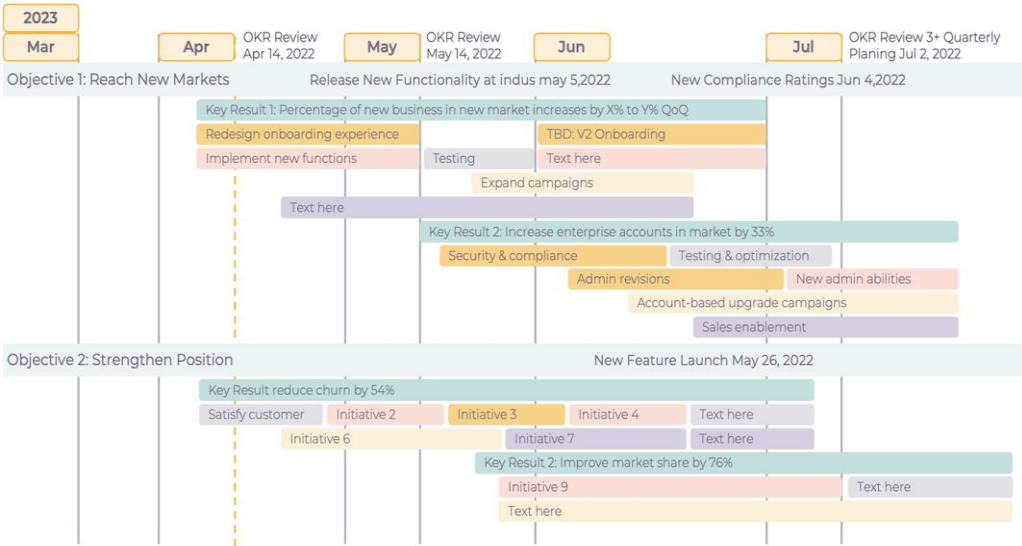 2023
Mar
Apr
OKR Review
Apr 14, 2022
May
OKR Review
May 14, 2022
Jun
Jul
OKR Review 3+ Quarterly
Planing Jul 2, 2022
Objective 1: Reach New Markets
Release New Functionality at indus may 5,2022
New Compliance Ratings Jun 4,2022
Key Result 1: Percentage of new business in new market increases by X% to Y% QoQ
Redesign onboarding experience
TBD: V2 Onboarding
Implement new functions
Testing
Text here
Expand campaigns
Text here
Key Result 2: Increase enterprise accounts in market by 33%
Security & compliance
Testing & optimization
Admin revisions
New admin abilities
Account-based upgrade campaigns
Sales enablement
Objective 2: Strengthen Position
New Feature Launch May 26, 2022
Key Result reduce churn by 54%
Satisfy customer
Initiative 2
Initiative 3
Initiative 4
Text here
Initiative 6
Initiative 7
Text here
Key Result 2: Improve market share by 76%
Initiative 9
Text here
Text here